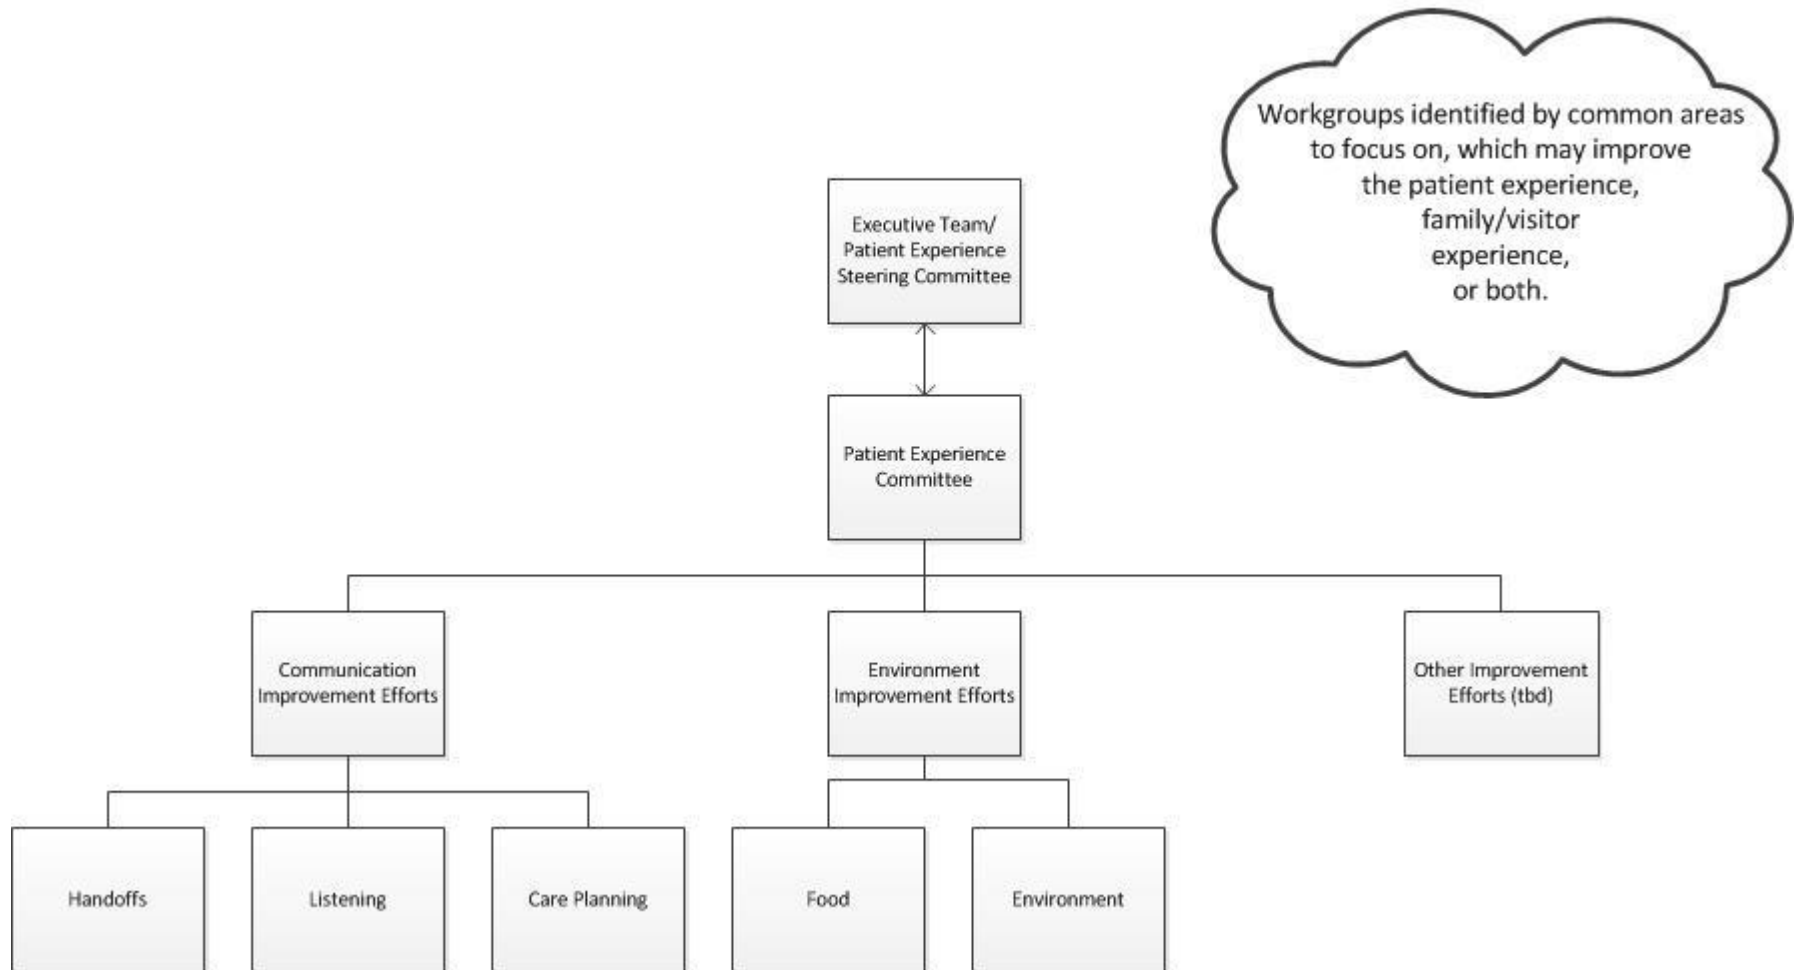 Workgroups identified by common areas
to focus on, which may improve
the patient experience,
family/visitor
experience,
or both.
Executive Team/
Patient Experience
Steering Committee
Patient Experience
Committee
Communication
Improvement Efforts
Environment
Improvement Efforts
Other Improvement
Efforts (tbd)
Handoffs
Listening
Care Planning
Food
Environment